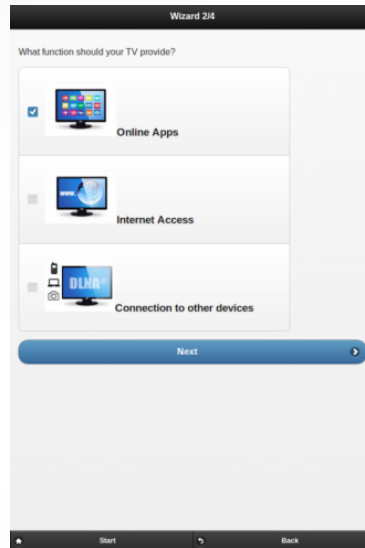 Wizard 2/4
What function should your TV provide?
Online Apps
www.
Internet Access
DLNA
Connection to other devices
Next
Start
Back